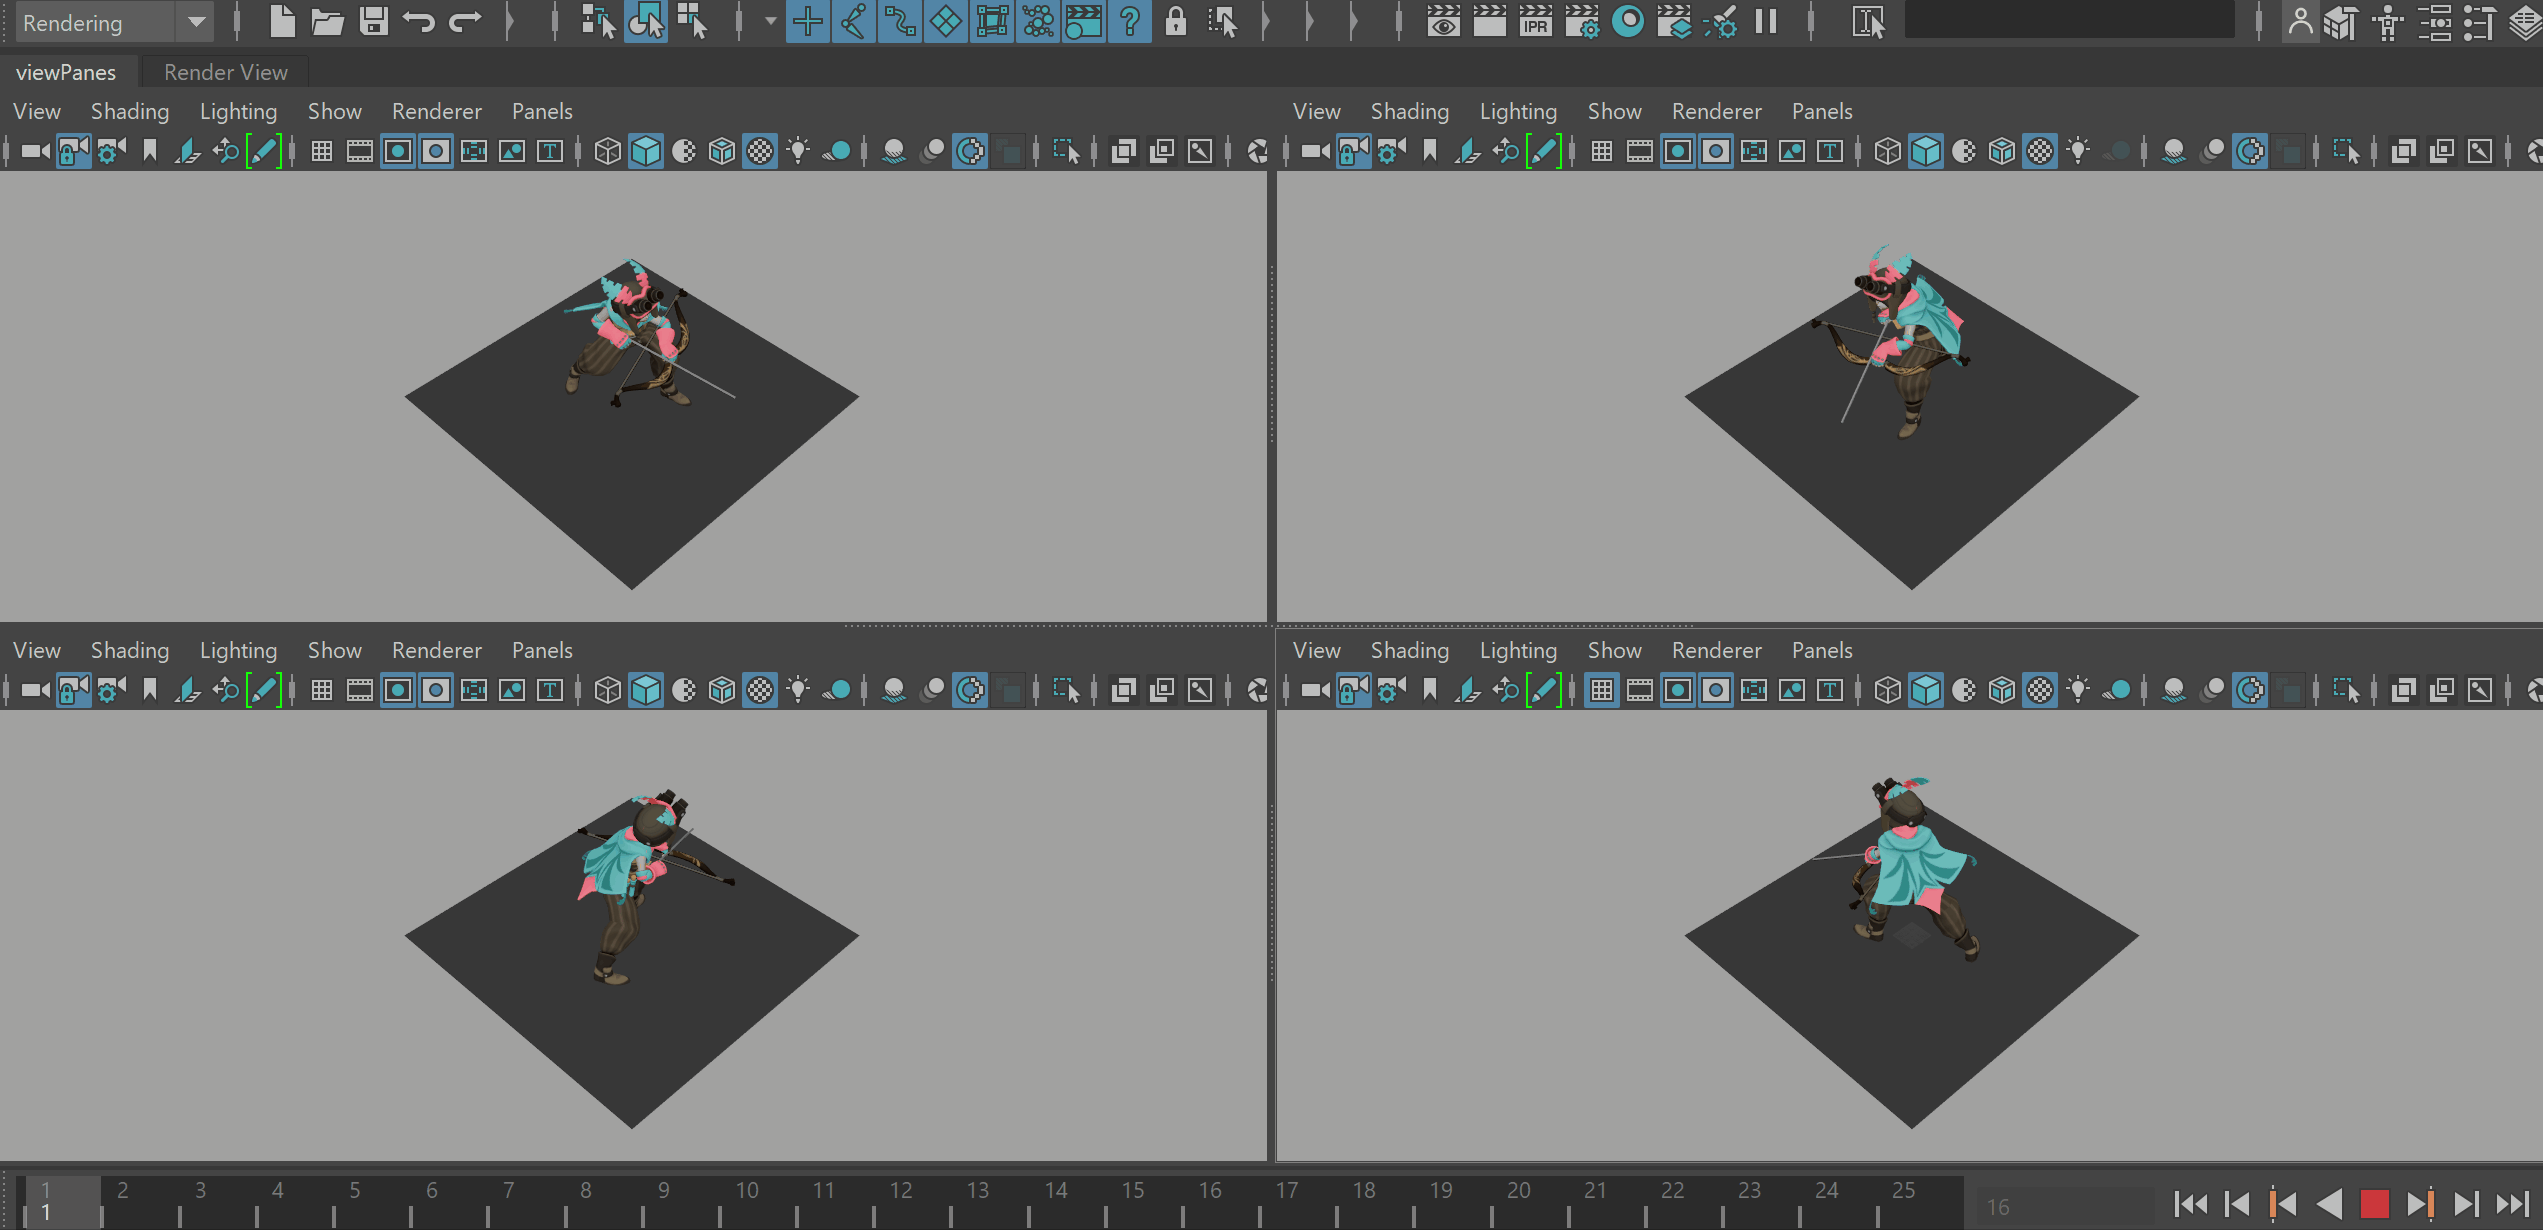 Rendering
IPR
viewPanes Render View
View Shading Lighting Show Renderer Panels
T
View Shading Lighting Show Renderer Panels
T
View Shading Lighting Show Renderer Panels
T
View Shading Lighting Show Renderer Panels
T
1 2 3 4 5 6 7 8 9 10 11 12 13 14 15 16 17 18 19 20 21 22 23 24 25
1
16